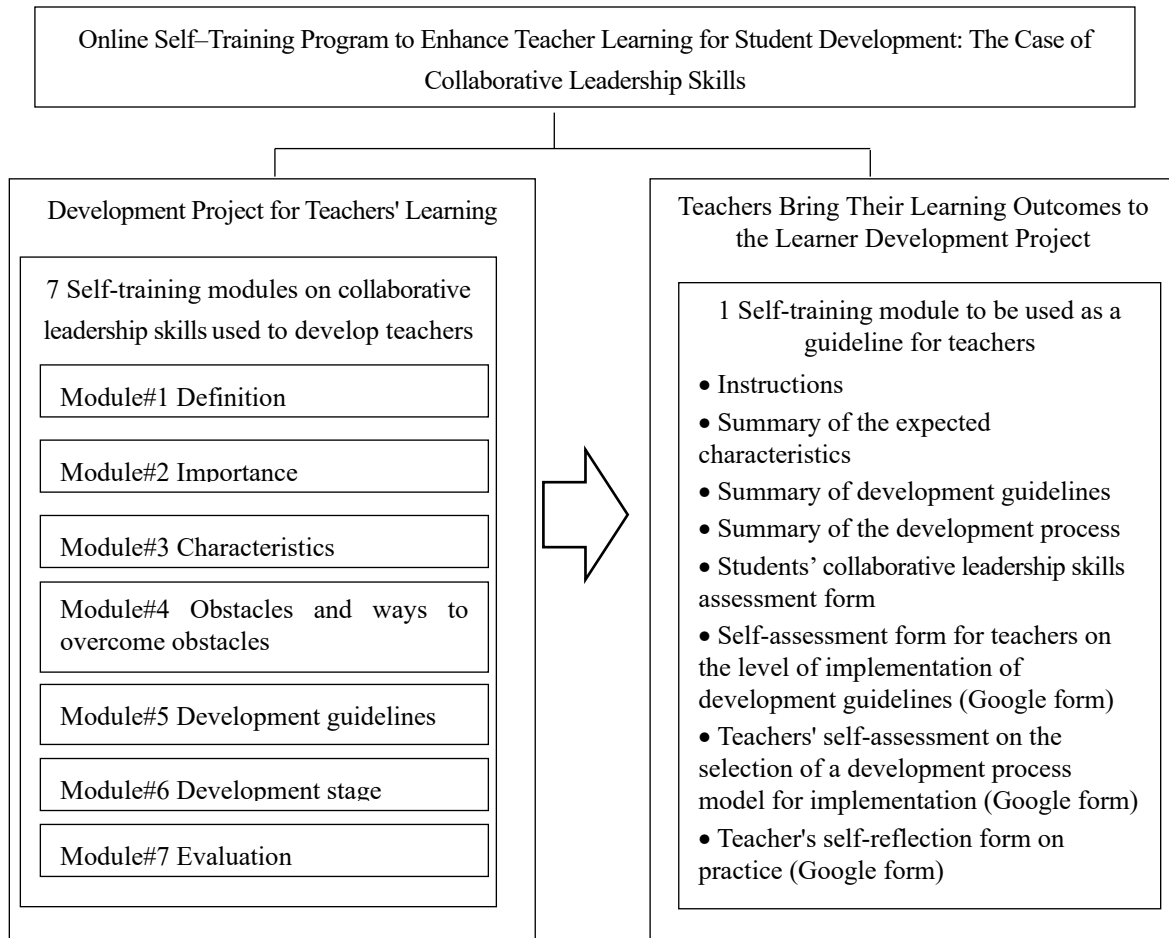 Online Self–Training Program to Enhance Teacher Learning for Student Development: The Case of
Collaborative Leadership Skills
Development Project for Teachers' Learning
7 Self-training modules on collaborative
leadership skills used to develop teachers
Module#1 Definition
Module#2 Importance
Module#3 Characteristics
Module#4 Obstacles and ways to
overcome obstacles
Module#5 Development guidelines
Module#6 Development stage
Module#7 Evaluation
Teachers Bring Their Learning Outcomes to
the Learner Development Project
1 Self-training module to be used as a
guideline for teachers
• Instructions
• Summary of the expected
characteristics
• Summary of development guidelines
• Summary of the development process
• Students’ collaborative leadership skills
assessment form
• Self-assessment form for teachers on
the level of implementation of
development guidelines (Google form)
• Teachers' self-assessment on the
selection of a development process
model for implementation (Google form)
• Teacher's self-reflection form on
practice (Google form)